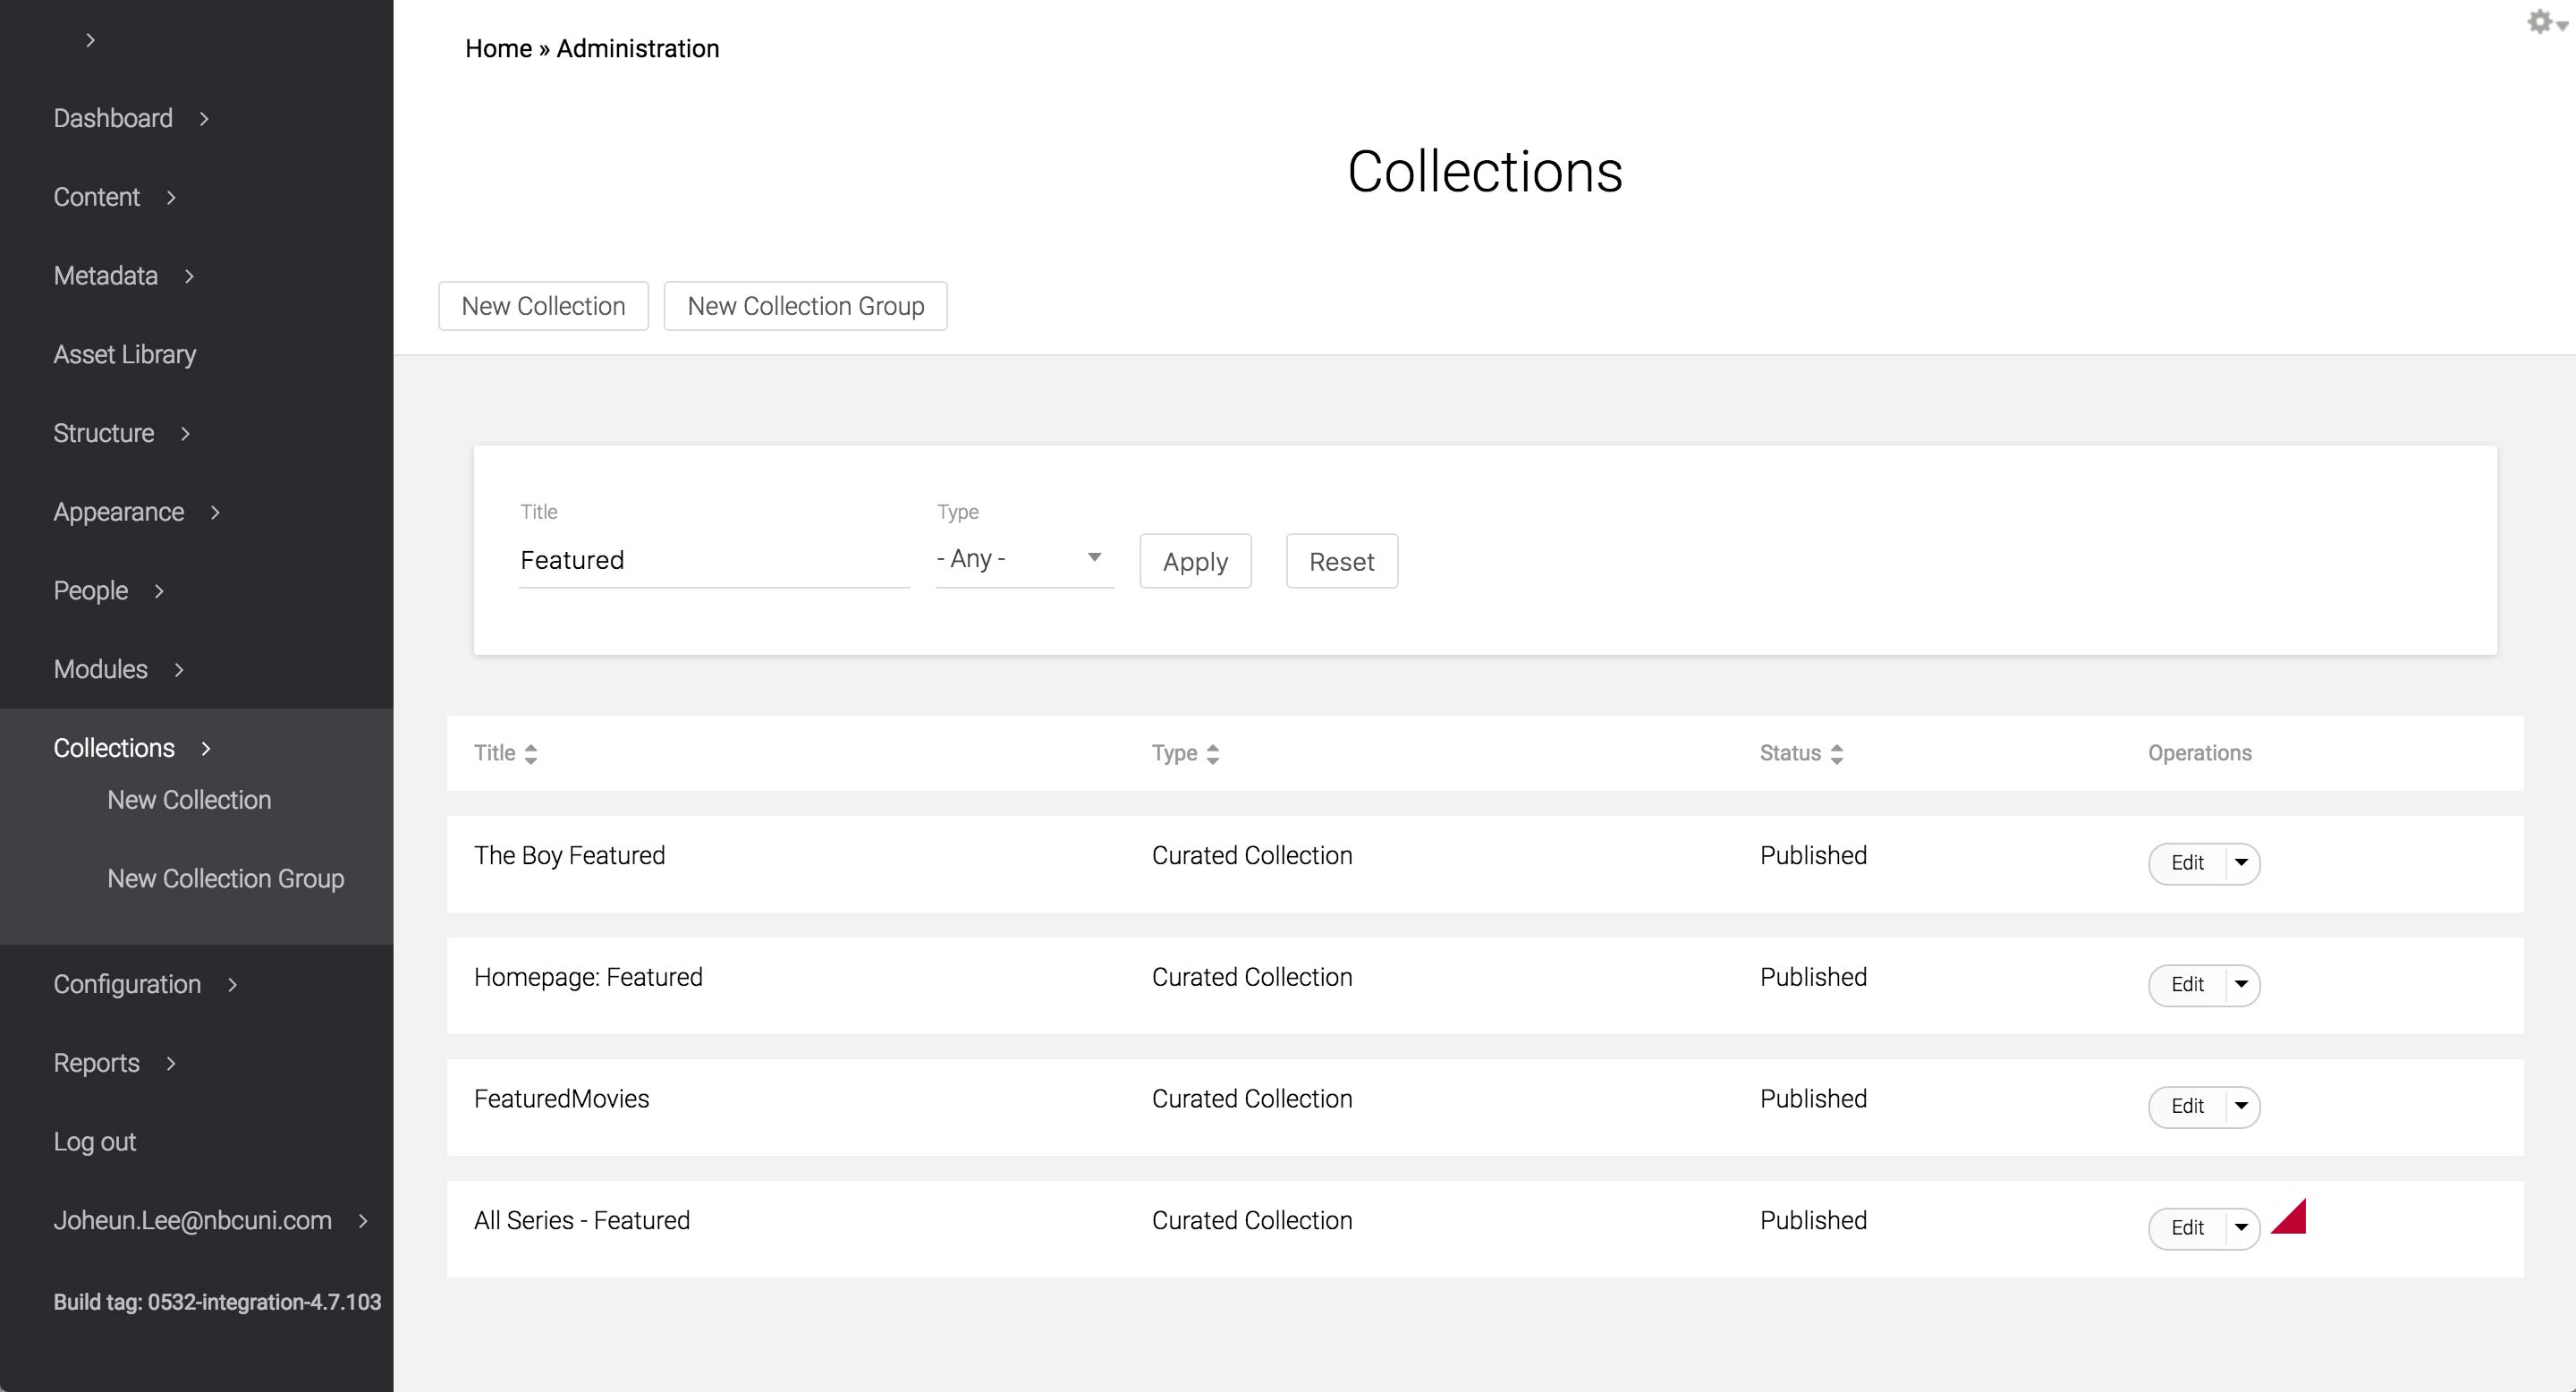 Home » Administration
Collections
New Collection
New Collection Group
Dashboard
Content
Metadata
Asset Library
Structure
Appearance
People
Modules
Collections
New Collection
New Collection Group
Configuration
Reports
Log out
Joheun.Lee@nbcuni.com
Build tag: 0532-integration-4.7.103
Title Type
Featured - Any - Apply Reset
Title Type Status Operations
The Boy Featured Curated Collection Published Edit
Homepage: Featured Curated Collection Published Edit
FeaturedMovies Curated Collection Published Edit
All Series - Featured Curated Collection Published Edit